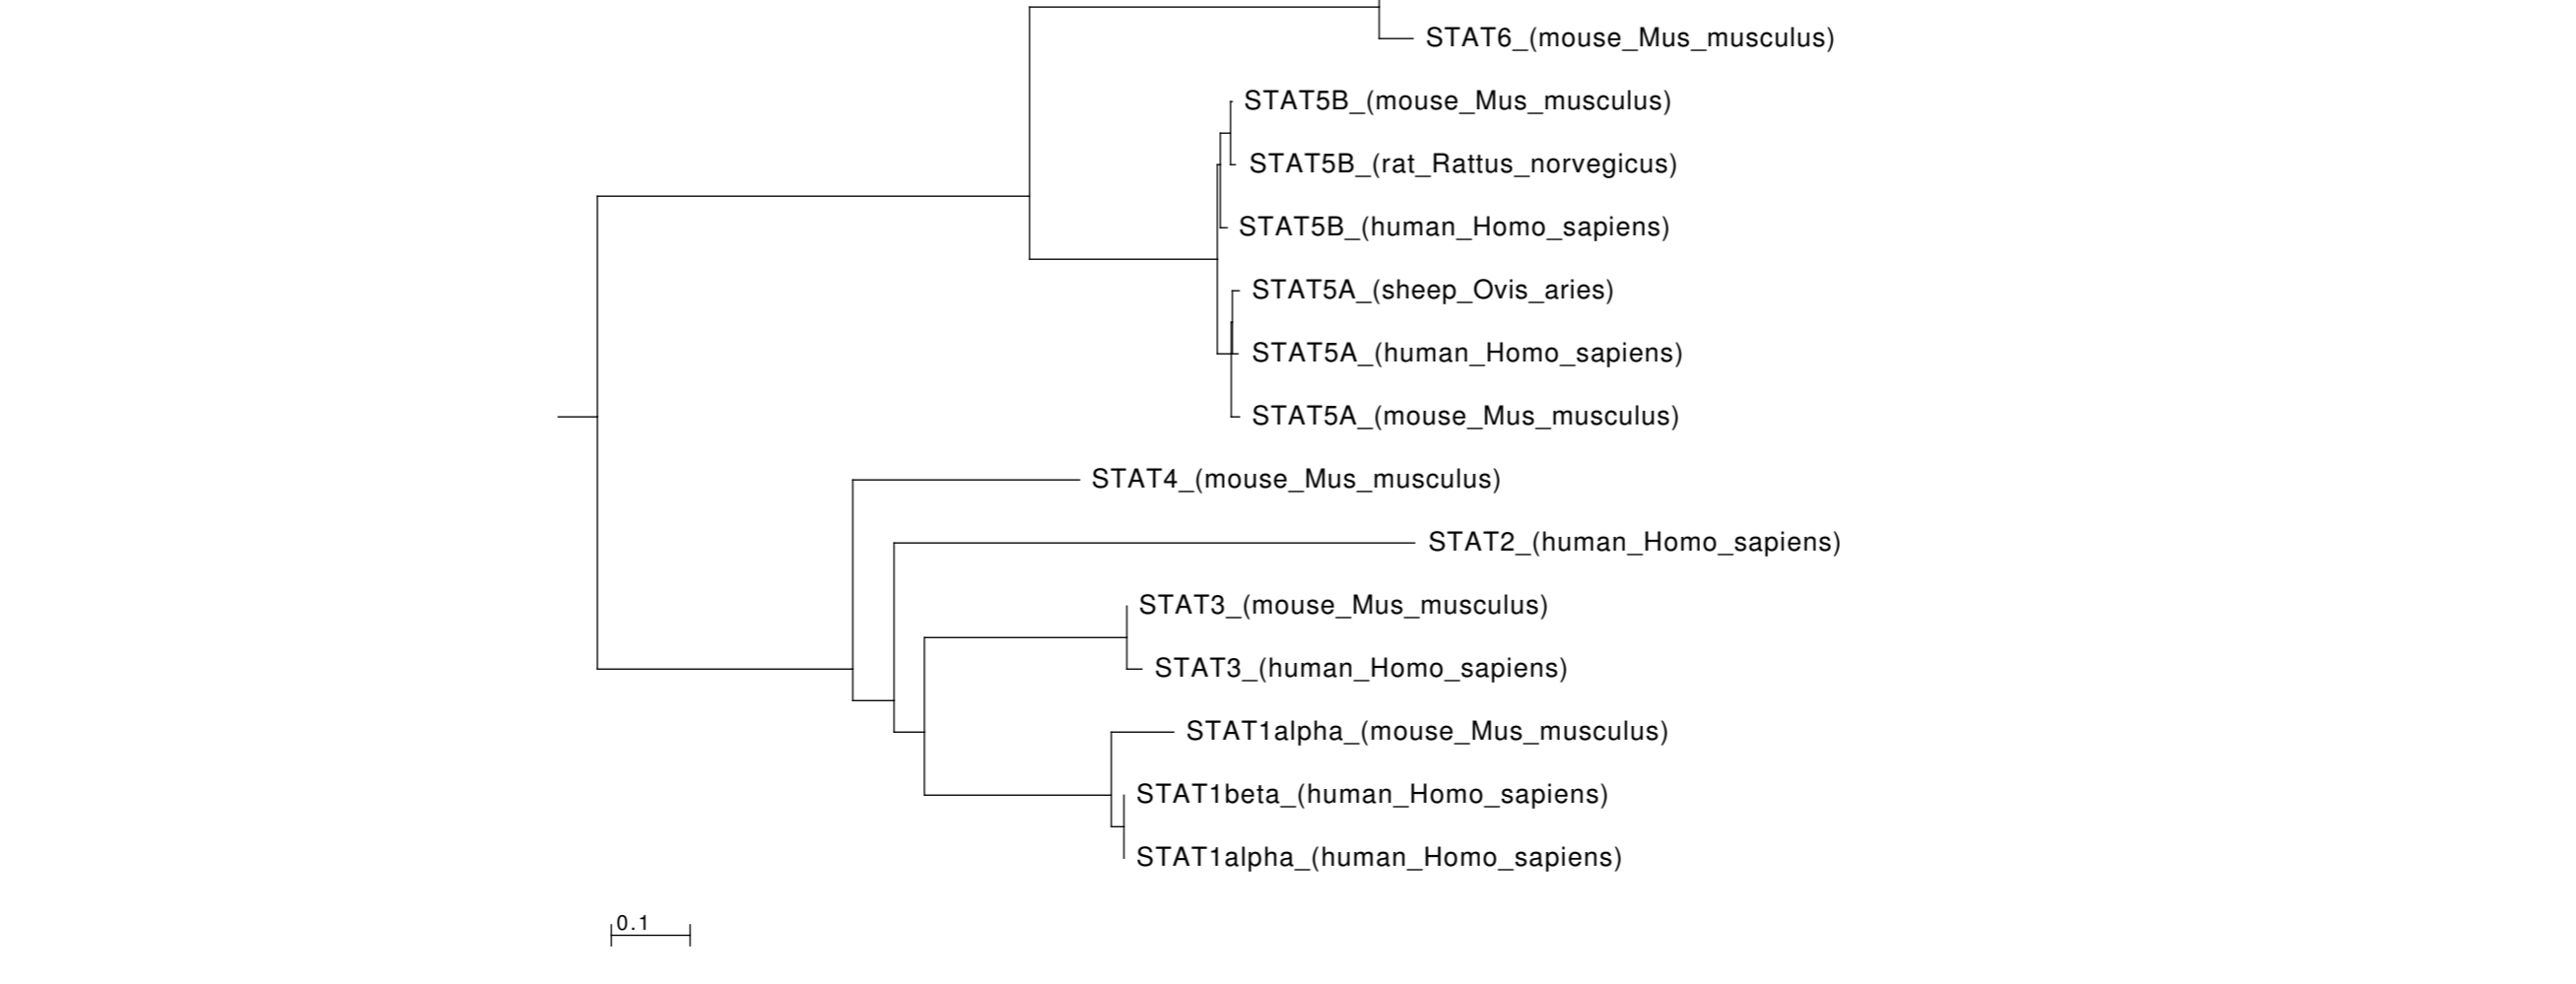 STAT6_(mouse_Mus_musculus)
STAT5B_(mouse_Mus_musculus)
STAT5B_(rat_Rattus_norvegicus)
STAT5B_(human_Homo_sapiens)
STAT5A_(sheep_Ovis_aries)
STAT5A_(human_Homo_sapiens)
STAT5A_(mouse_Mus_musculus)
STAT4_(mouse_Mus_musculus)
STAT2_(human_Homo_sapiens)
STAT3_(mouse_Mus_musculus)
STAT3_(human_Homo_sapiens)
STAT1alpha_(mouse_Mus_musculus)
STAT1beta_(human_Homo_sapiens)
STAT1alpha_(human_Homo_sapiens)
0.1